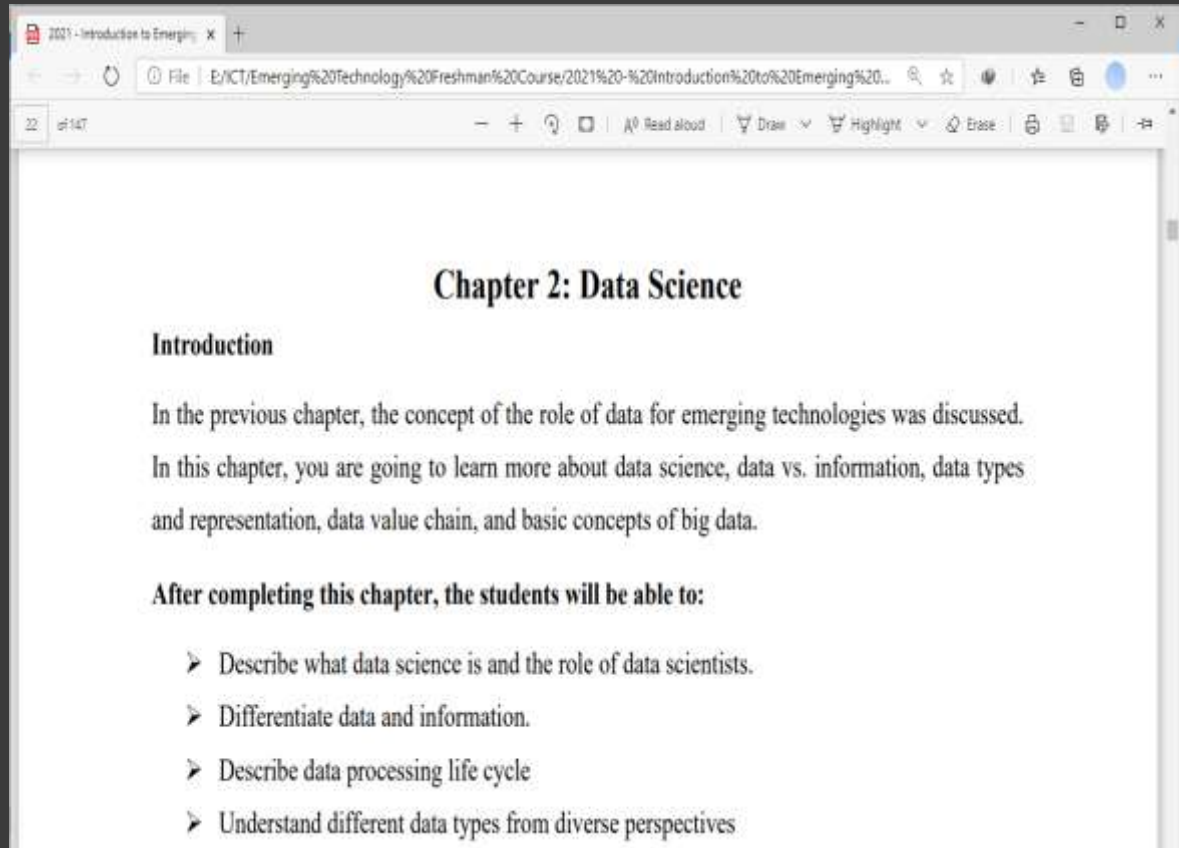 2021 - Introduction to Emerging
File E:/ICT/Emerging%20Technology%20Freshman%20Course/2021%20-%20Introduction%20to%20Emerging%20...
22 of 147 Read aloud Draw Highlight Erase
Chapter 2: Data Science
Introduction
In the previous chapter, the concept of the role of data for emerging technologies was discussed.
In this chapter, you are going to learn more about data science, data vs. information, data types
and representation, data value chain, and basic concepts of big data.
After completing this chapter, the students will be able to:
➤ Describe what data science is and the role of data scientists.
➤ Differentiate data and information.
➤ Describe data processing life cycle
➤ Understand different data types from diverse perspectives